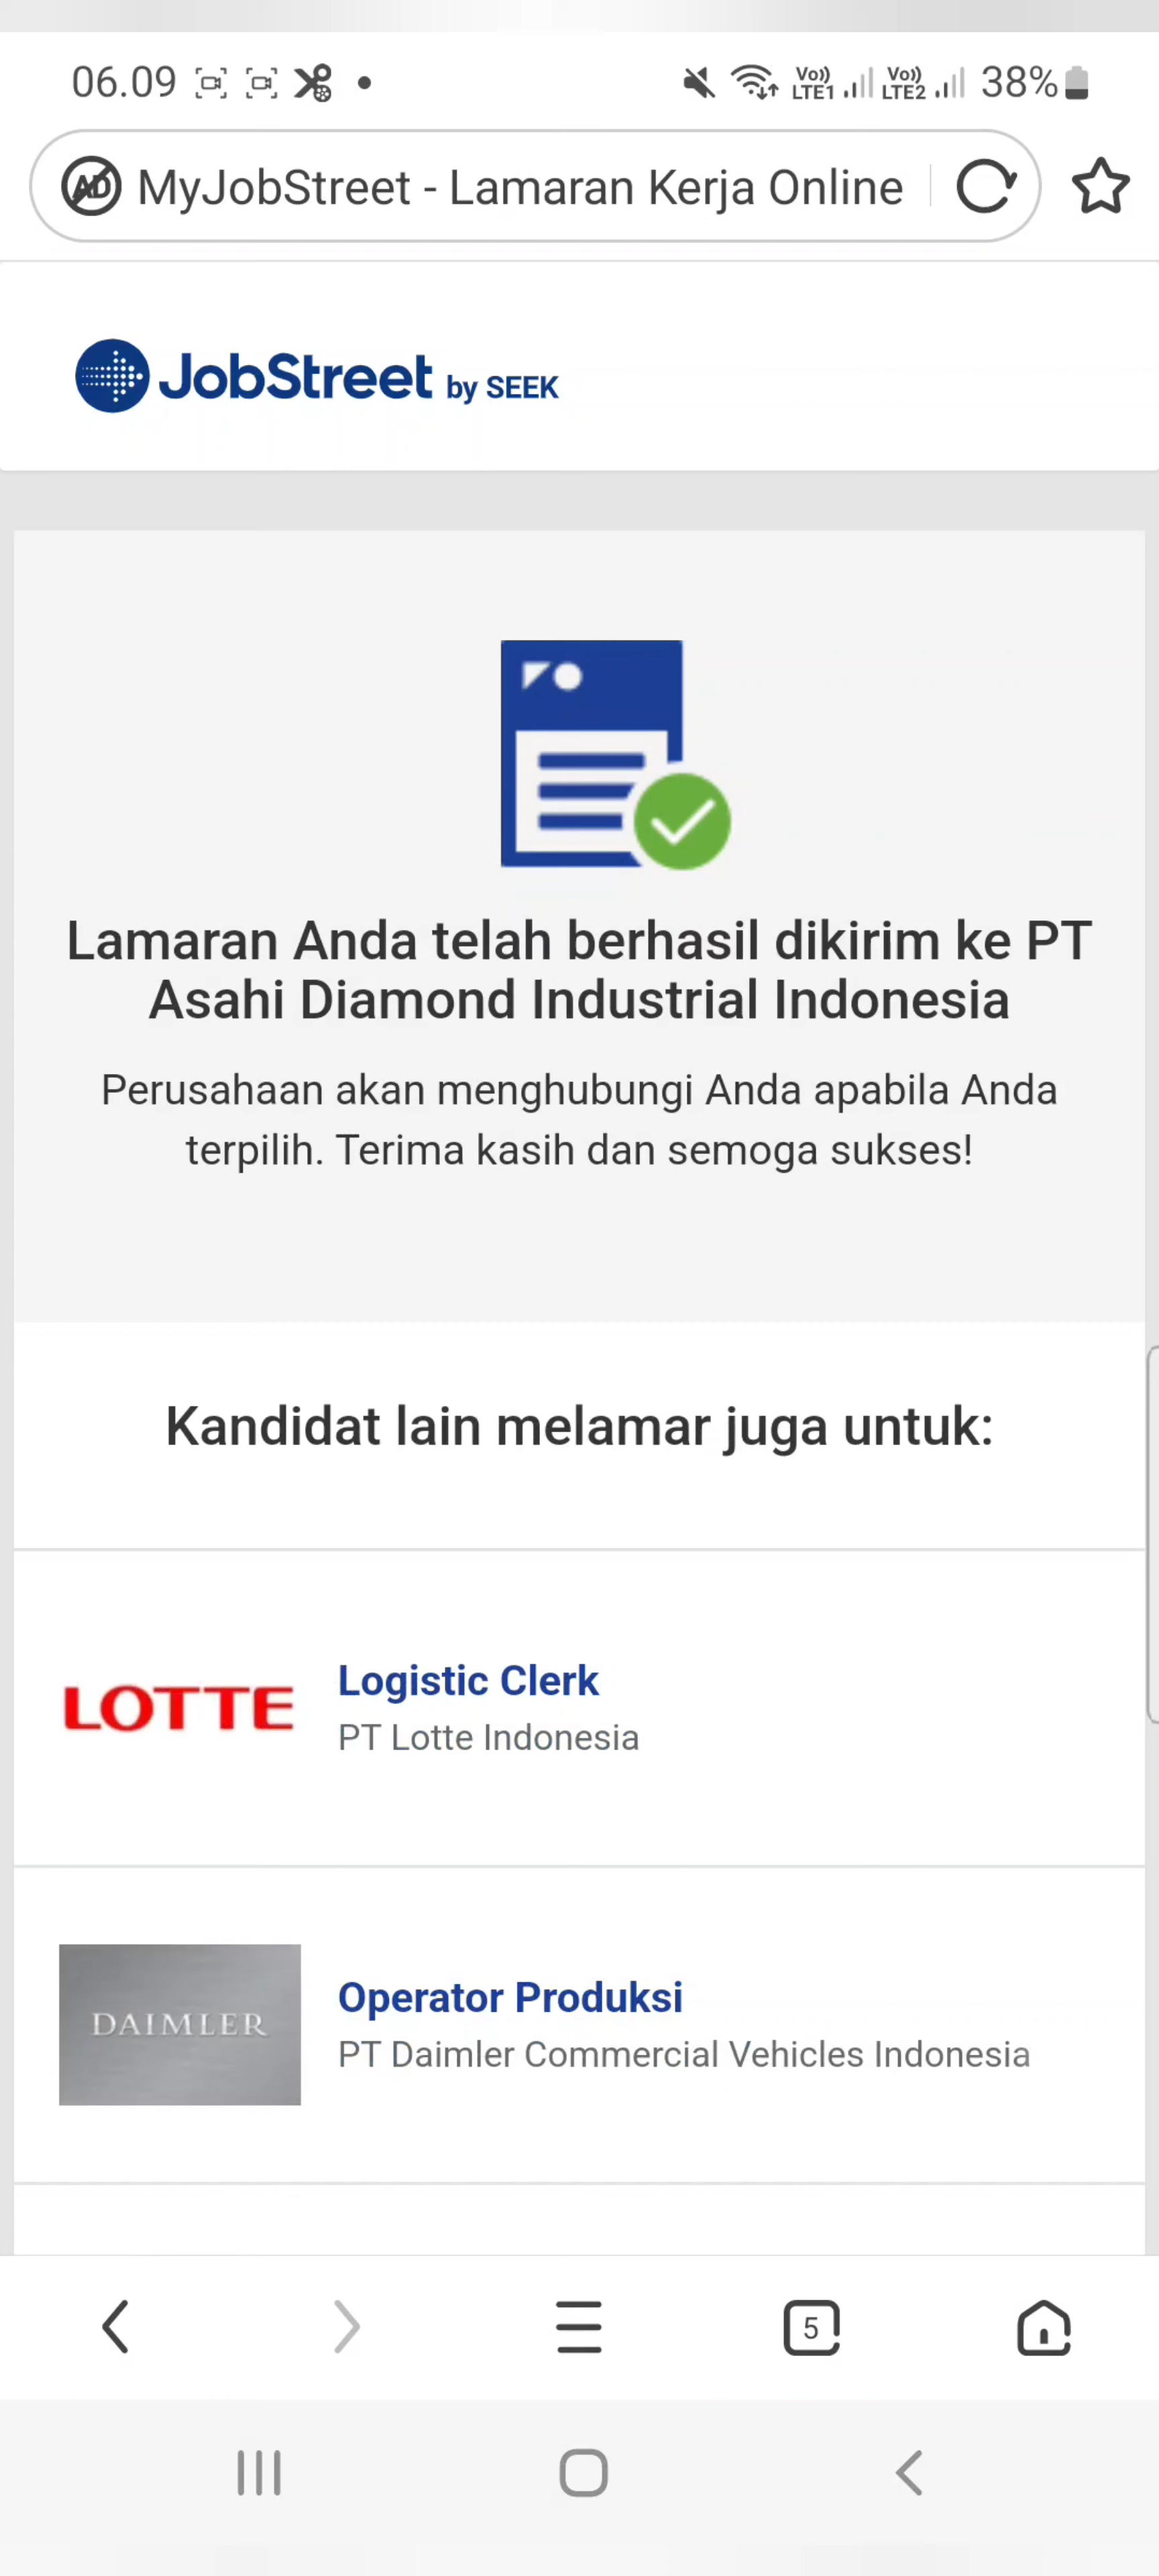 06.09 38%
Vo)) LTE1 Vo)) LTE2
AD MyJobStreet - Lamaran Kerja Online
JobStreet by SEEK
Lamaran Anda telah berhasil dikirim ke PT
Asahi Diamond Industrial Indonesia
Perusahaan akan menghubungi Anda apabila Anda
terpilih. Terima kasih dan semoga sukses!
Kandidat lain melamar juga untuk:
LOTTE
Logistic Clerk
PT Lotte Indonesia
DAIMLER
Operator Produksi
PT Daimler Commercial Vehicles Indonesia
5